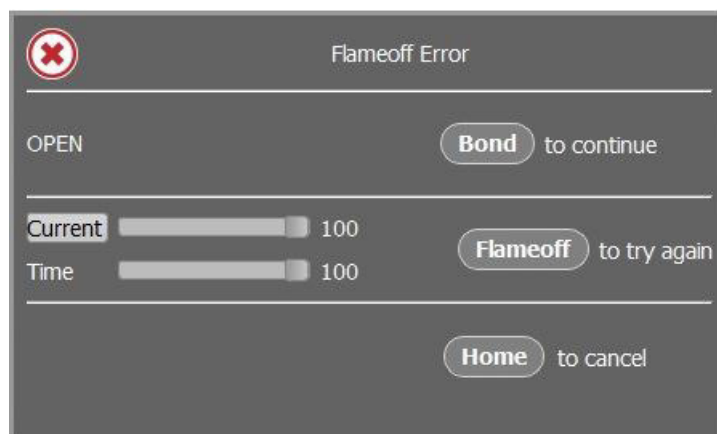 Flameoff Error
OPEN
Bond to continue
Current 100
Flameoff to try again
Time 100
Home to cancel